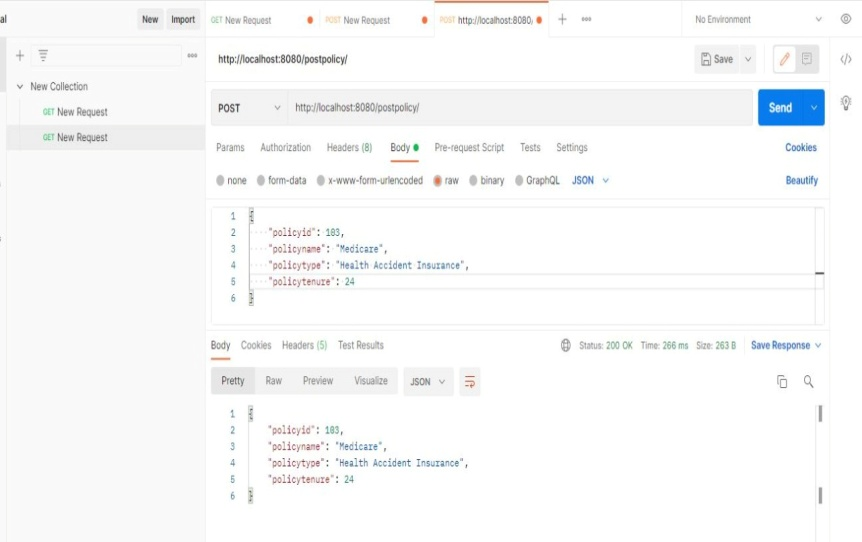 al New Import GET New Request POST New Request POST http://localhost:8080/ No Environment
http://localhost:8080/postpolicy/ Save
New Collection
GET New Request
GET New Request
POST http://localhost:8080/postpolicy/ Send
Params Authorization Headers (8) Body Pre-request Script Tests Settings Cookies
none form-data x-www-form-urlencoded raw binary GraphQL JSON Beautify
1 {
2 "policyid": 103,
3 "policyname": "Medicare",
4 "policytype": "Health Accident Insurance",
5 "policytenure": 24
6 }
Body Cookies Headers (5) Test Results Status: 200 OK Time: 266 ms Size: 263 B Save Response
Pretty Raw Preview Visualize JSON
1 {
2 "policyid": 103,
3 "policyname": "Medicare",
4 "policytype": "Health Accident Insurance",
5 "policytenure": 24
6 }